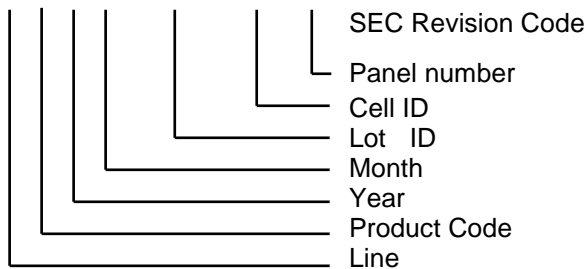 SEC Revision Code
Panel number
Cell ID
Lot ID
Month
Year
Product Code
Line